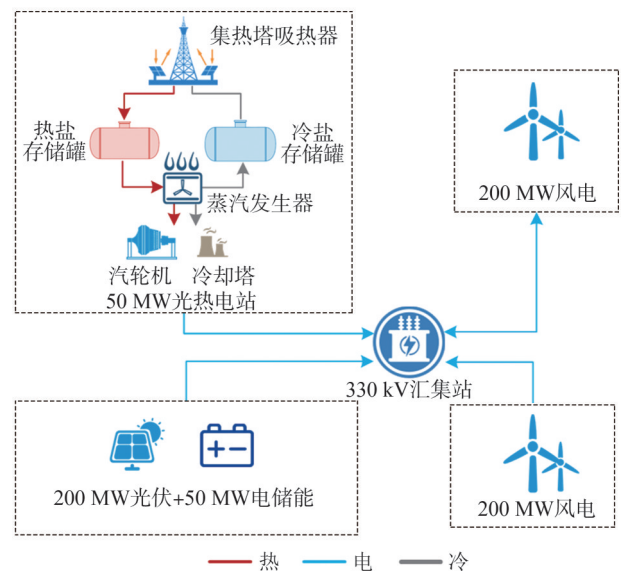 集热塔吸热器
热盐
存储罐
冷盐
存储罐
蒸汽发生器
汽轮机
冷却塔
50 MW光热电站
200 MW风电
330 kV汇集站
200 MW光伏+50 MW电储能
200 MW风电
热
电
冷